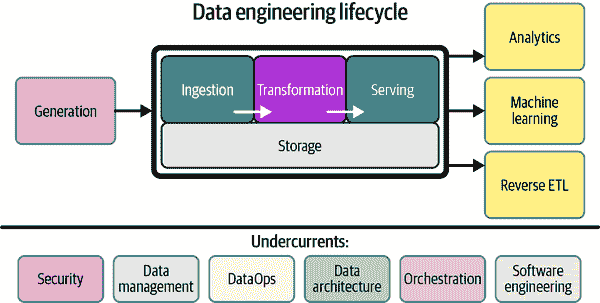 Data engineering lifecycle
Generation
Ingestion
Transformation
Serving
Storage
Analytics
Machine
learning
Reverse ETL
Undercurrents:
Security
Data
management
DataOps
Data
architecture
Orchestration
Software
engineering